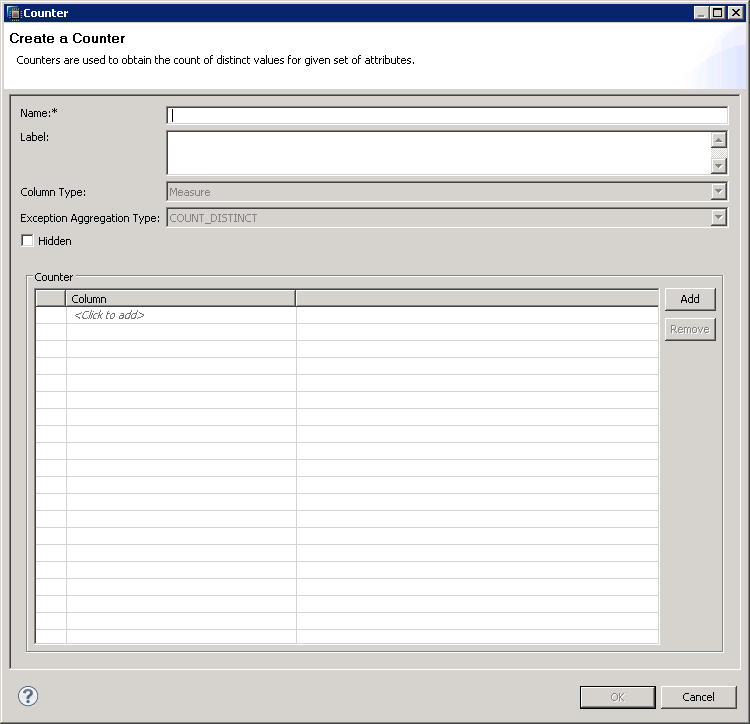 Counter
Create a Counter
Counters are used to obtain the count of distinct values for given set of attributes.
Name:*
Label:
Column Type: Measure
Exception Aggregation Type: COUNT_DISTINCT
Hidden
Counter
Column
Add
<Click to add>
Remove
?
OK Cancel